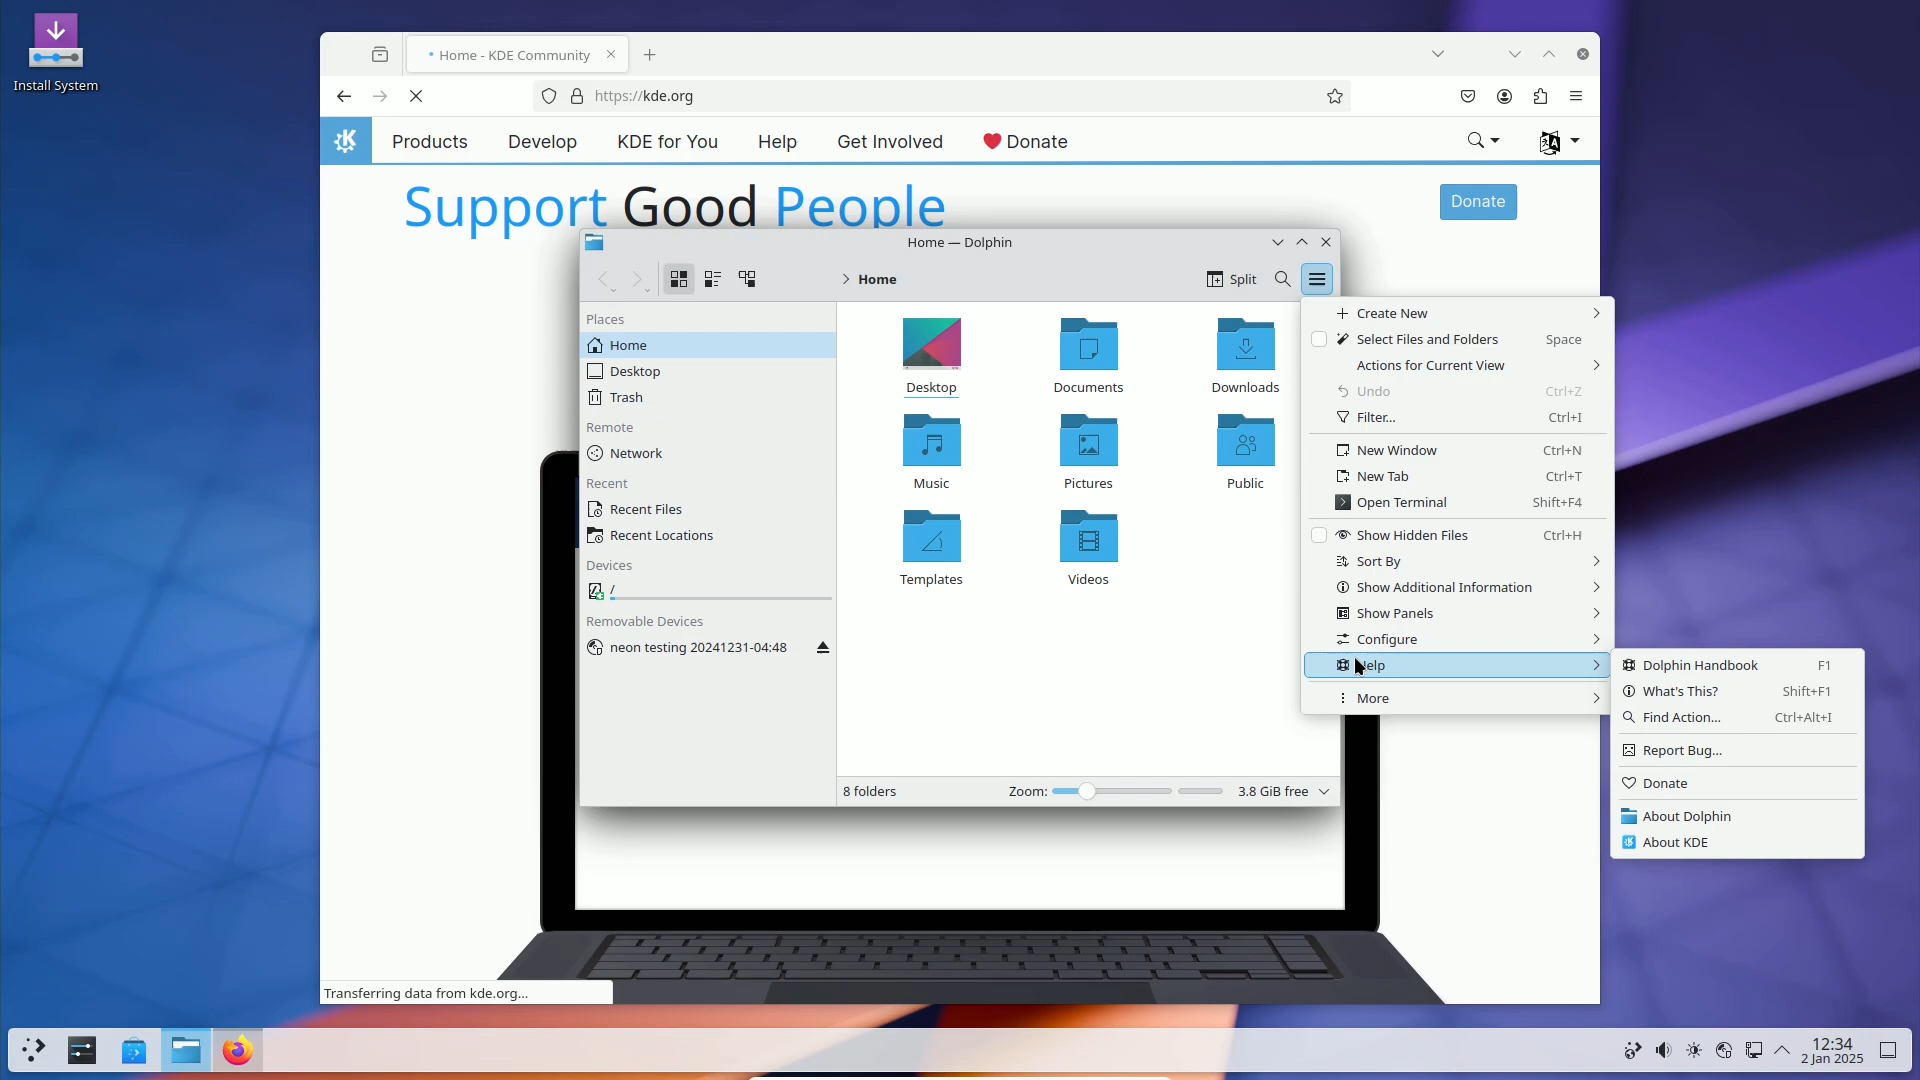 Install System
Home - KDE Community
https://kde.org
Products Develop KDE for You Help Get Involved Donate
Support Good People
Donate
Home — Dolphin
Home
Split
Places
Home
Desktop
Trash
Remote
Network
Recent
Recent Files
Recent Locations
Devices
/
Removable Devices
neon testing 20241231-04:48
Desktop
Documents
Downloads
Music
Pictures
Public
Templates
Videos
8 folders
Zoom:
3.8 GiB free
Create New
Select Files and Folders Space
Actions for Current View
Undo Ctrl+Z
Filter... Ctrl+I
New Window Ctrl+N
New Tab Ctrl+T
Open Terminal Shift+F4
Show Hidden Files Ctrl+H
Sort By
Show Additional Information
Show Panels
Configure
More
Dolphin Handbook F1
What's This? Shift+F1
Find Action... Ctrl+Alt+I
Report Bug...
Donate
About Dolphin
About KDE
Transferring data from kde.org...
12:34
2 Jan 2025